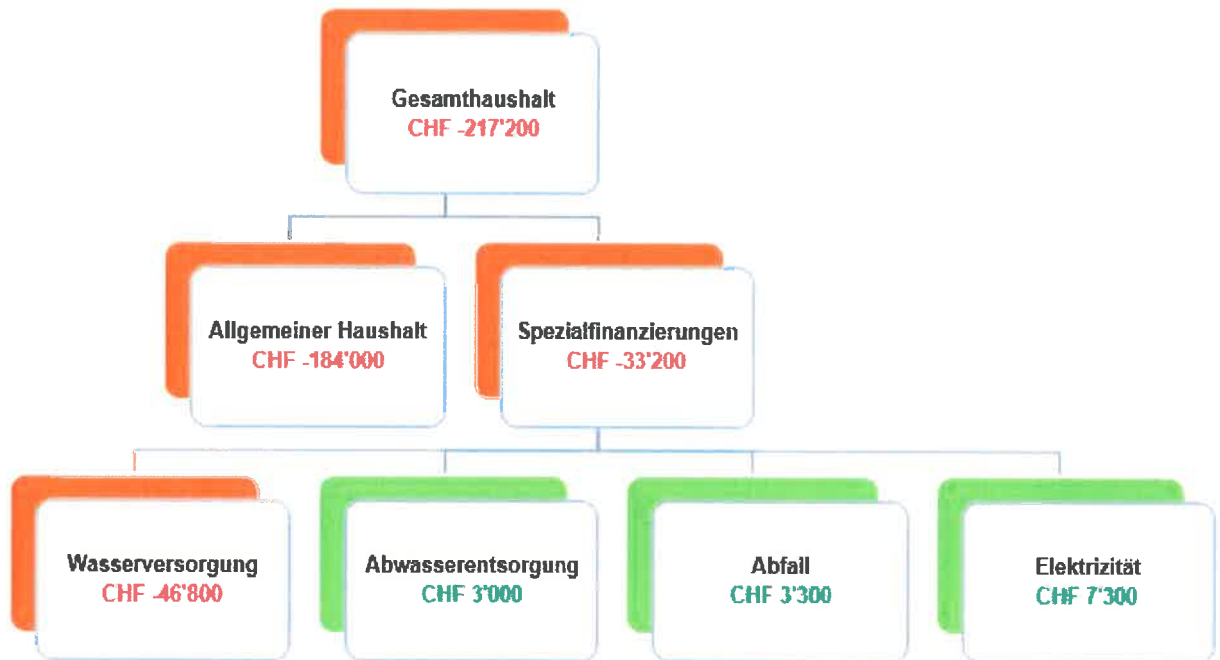 Gesamthaushalt
CHF -217'200
Allgemeiner Haushalt
CHF -184'000
Spezialfinanzierungen
CHF -33'200
Wasserversorgung
CHF -46'800
Abwasserentsorgung
CHF 3'000
Abfall
CHF 3'300
Elektrizität
CHF 7'300